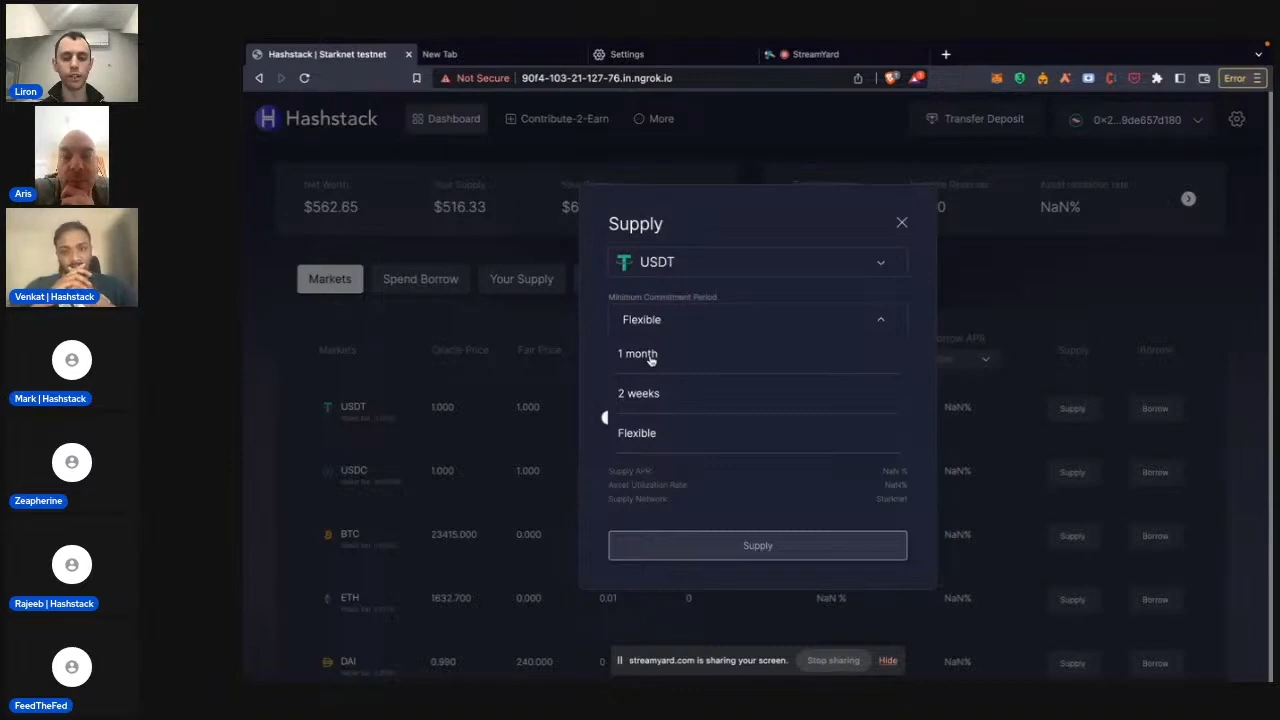 Liron
Aris
Venkat | Hashstack
Mark | Hashstack
Zeapherine
Rajeeb | Hashstack
FeedTheFed
Hashstack | Starknet testnet
New Tab
Settings
StreamYard
Not Secure
90f4-103-21-127-76.in.ngrok.io
Error
Hashstack
Dashboard
Contribute-2-Earn
More
Transfer Deposit
0x2...9de657d180
Net Worth
Your Supply
$562.65
$516.33
NaN%
Markets
Spend Borrow
Your Supply
Supply
USDT
Minimum Commitment Period
Flexible
1 month
2 weeks
Flexible
Supply APR:
NaN %
Asset Utilization Rate:
NaN%
Supply Network:
Starknet
Supply
Markets
Oracle Price
Fair Price
Supply
Borrow
USDT
1.000
1.000
NaN%
Supply
Borrow
USDC
1.000
1.000
NaN%
Supply
Borrow
BTC
23415.000
0.000
NaN%
Supply
Borrow
ETH
1632.700
0.000
0.01
0
NaN %
NaN%
Supply
Borrow
DAI
0.990
240.000
NaN%
Supply
Borrow
streamyard.com is sharing your screen.
Stop sharing
Hide